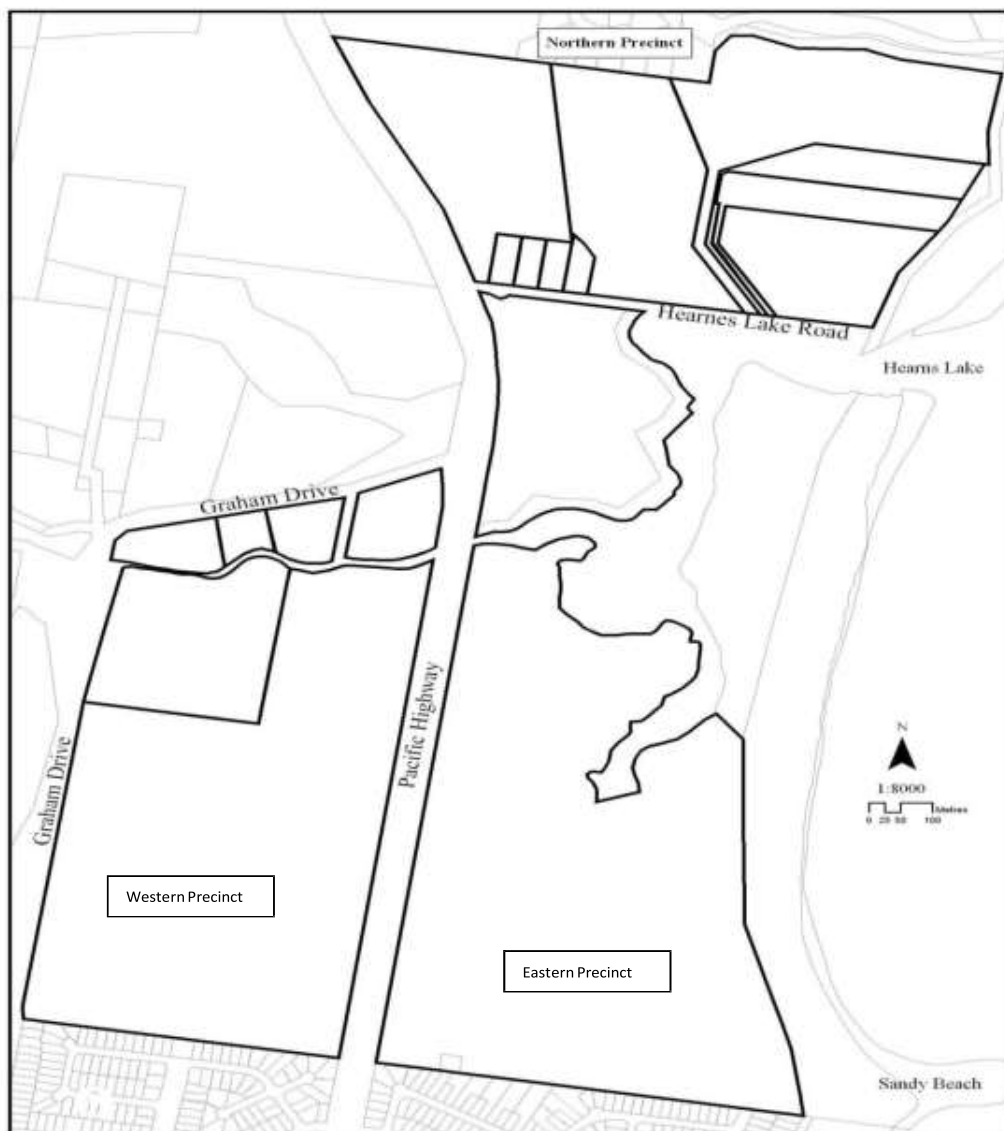 Northern Precinct
Hearnes Lake Road
Hearns Lake
Graham Drive
Pacific Highway
Graham Drive
N
1:8000
Metres
0 25 50 100
Western Precinct
Eastern Precinct
Sandy Beach